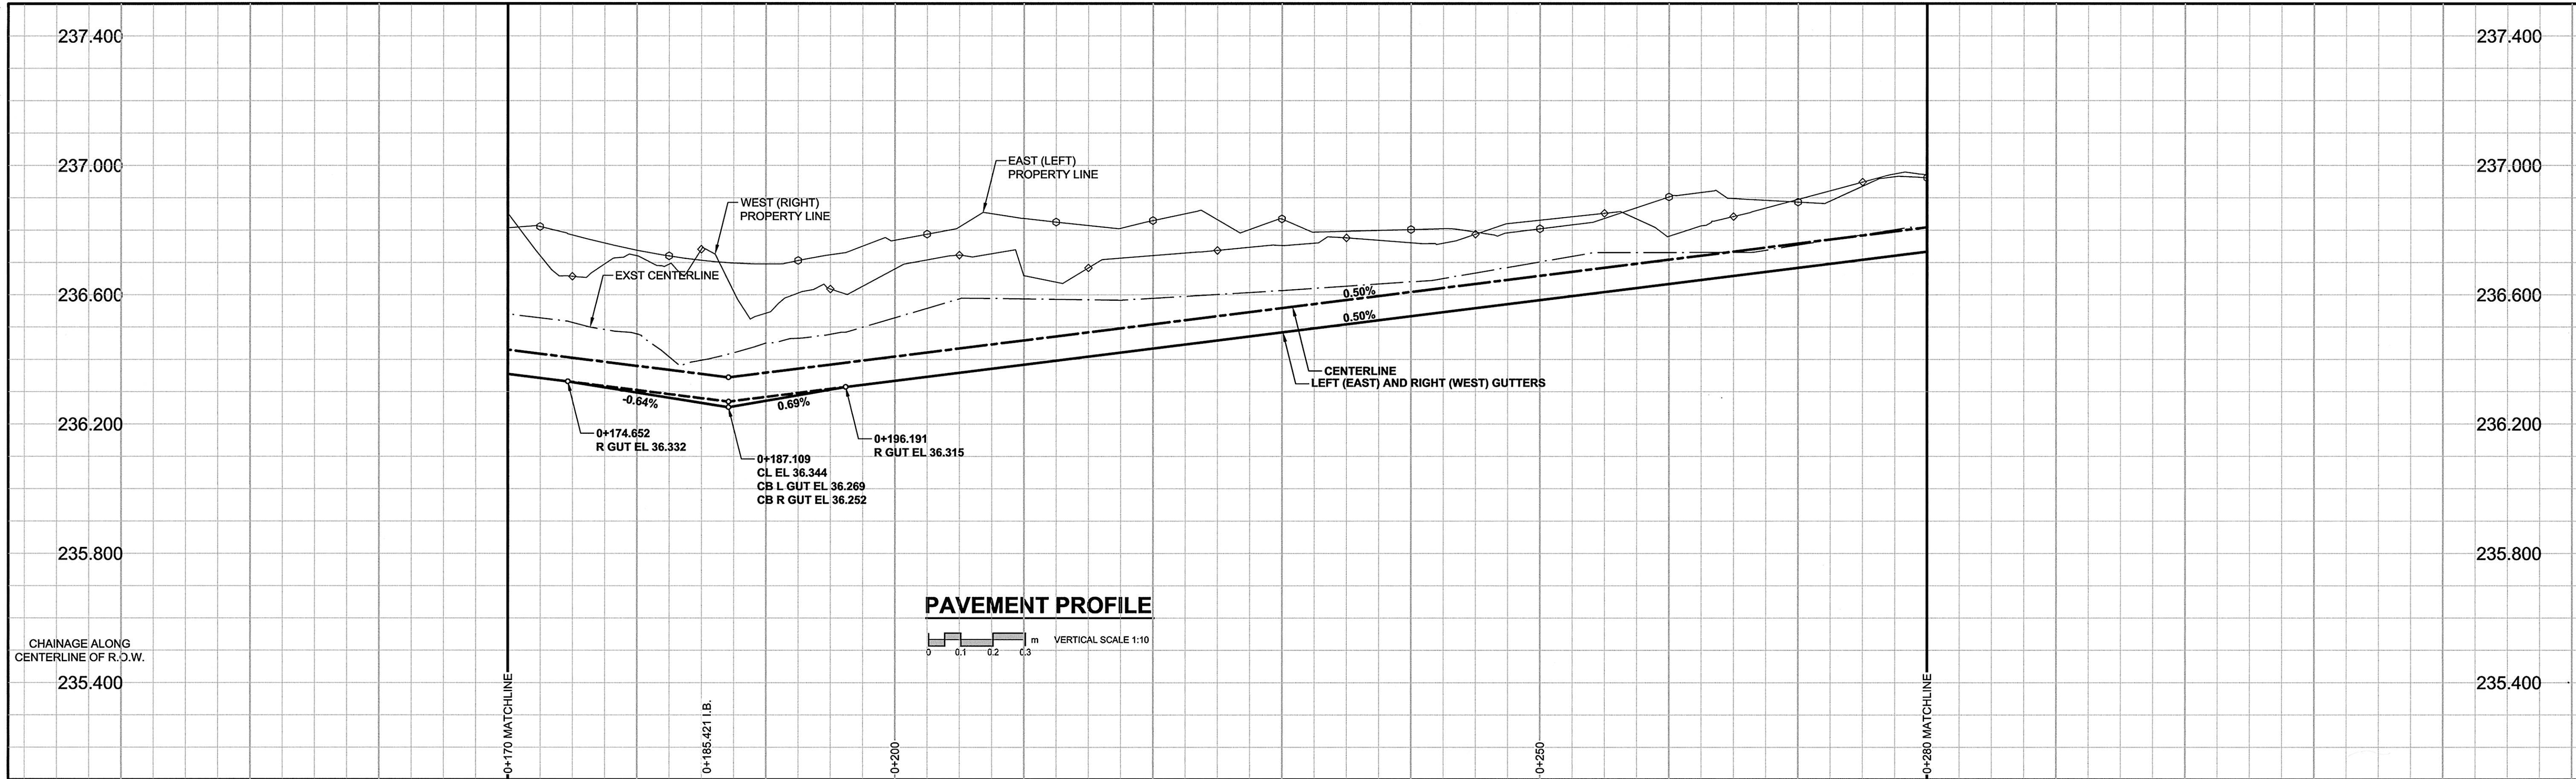 237.400
237.400
237.000
237.000
EAST (LEFT)
PROPERTY LINE
WEST (RIGHT)
PROPERTY LINE
EXST CENTERLINE
236.600
236.600
0.50%
0.50%
CENTERLINE
LEFT (EAST) AND RIGHT (WEST) GUTTERS
-0.64%
0.69%
236.200
236.200
0+174.652
R GUT EL 36.332
0+196.191
R GUT EL 36.315
0+187.109
CL EL 36.344
CB L GUT EL 36.269
CB R GUT EL 36.252
235.800
235.800
PAVEMENT PROFILE
m VERTICAL SCALE 1:10
0 0.1 0.2 0.3
CHAINAGE ALONG
CENTERLINE OF R.O.W.
235.400
235.400
0+170 MATCHLINE
0+185.421 I.B.
0+200
0+250
0+280 MATCHLINE